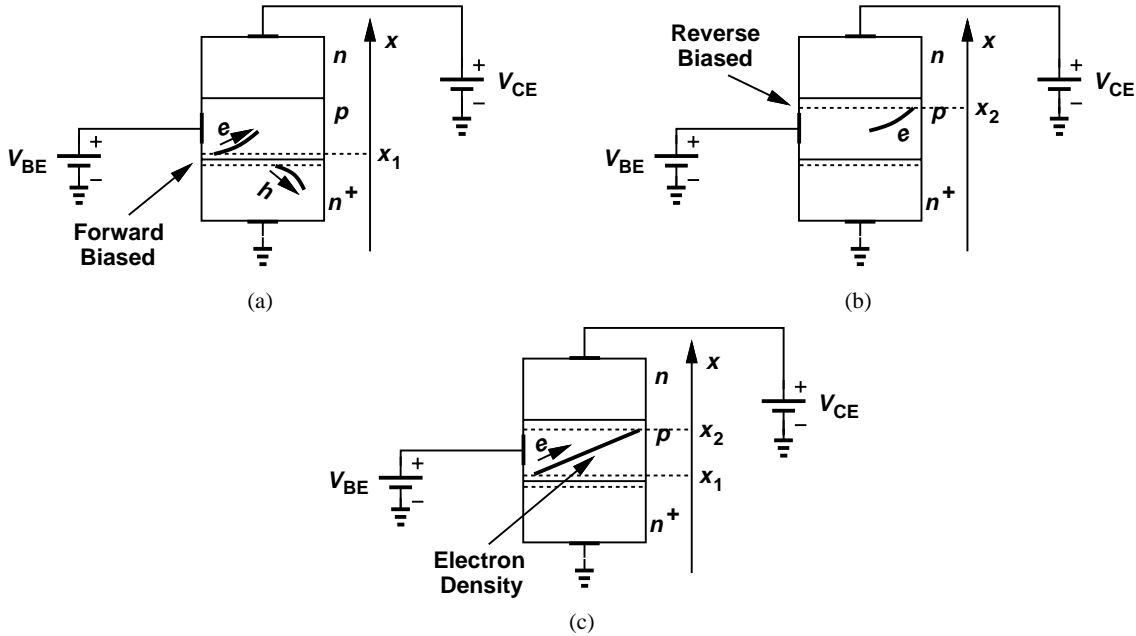 n
x
+
V_CE
−
p
e
+
V_BE
−
x_1
h
n^+
Forward
Biased
(a)
Reverse
Biased
n
x
+
V_CE
−
p
x_2
e
+
V_BE
−
n^+
(b)
n
x
+
V_CE
−
p
x_2
e
+
V_BE
−
x_1
n^+
Electron
Density
(c)